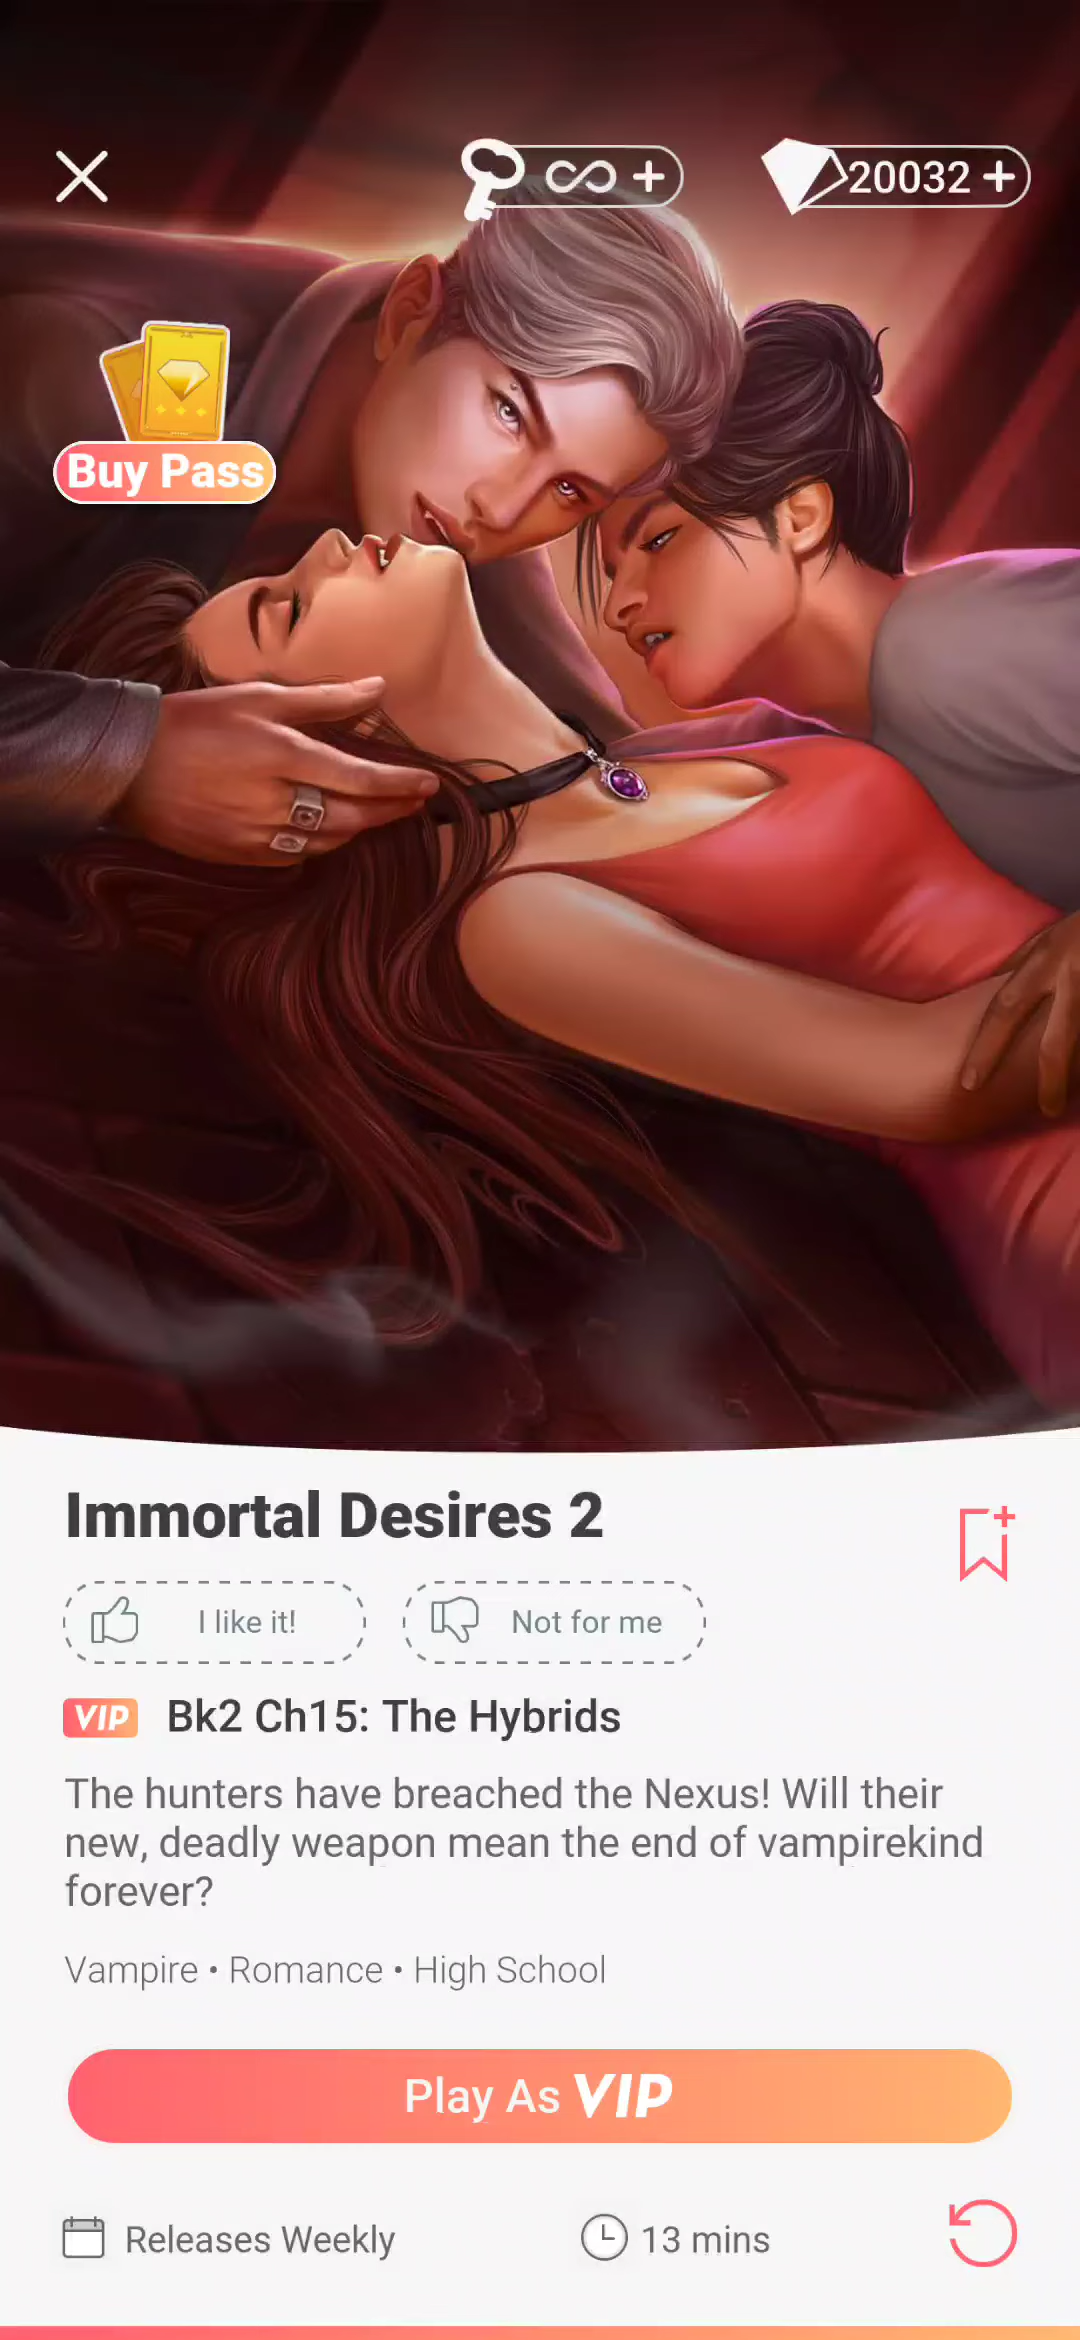 ∞ +
20032 +
Buy Pass
Immortal Desires 2
I like it!
Not for me
VIP Bk2 Ch15: The Hybrids
The hunters have breached the Nexus! Will their
new, deadly weapon mean the end of vampirekind
forever?
Vampire • Romance • High School
Play As VIP
Releases Weekly
13 mins